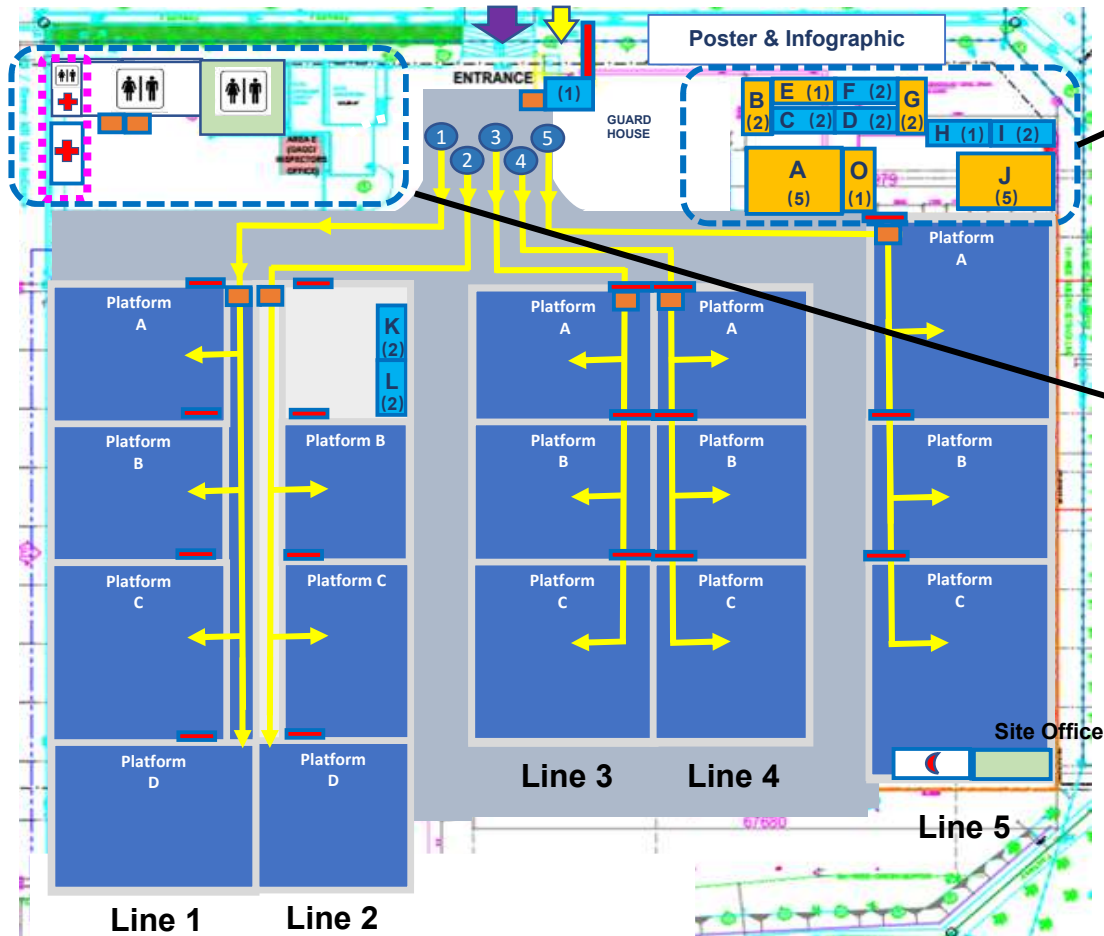 Poster & Infographic
ENTRANCE
(1)
GUARD
HOUSE
B
(2)
E (1)
F (2)
G
(2)
C (2)
D (2)
H (1)
I (2)
A
(5)
O
(1)
J
(5)
AREA E
(GAOCI
INSPECTORS
OFFICE)
1
2
3
4
5
Platform
A
K
(2)
L
(2)
Platform
A
Platform
A
Platform
A
Platform
B
Platform B
Platform
B
Platform
B
Platform
B
Platform
C
Platform C
Platform
C
Platform
C
Platform
C
Platform
D
Platform
D
Site Office
Line 3
Line 4
Line 5
67680
Line 1
Line 2